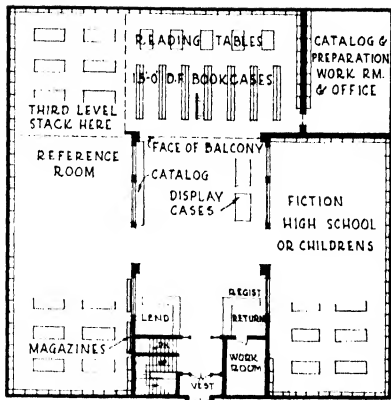 READING TABLES
15'-0" D.F. BOOKCASES
CATALOG &
PREPARATION
WORK RM.
& OFFICE
THIRD LEVEL
STACK HERE
FACE OF BALCONY
REFERENCE
ROOM
CATALOG
DISPLAY
CASES
FICTION
HIGH SCHOOL
OR CHILDRENS
LEND
REGIST
RETURN
MAGAZINES
WORK
ROOM
VEST